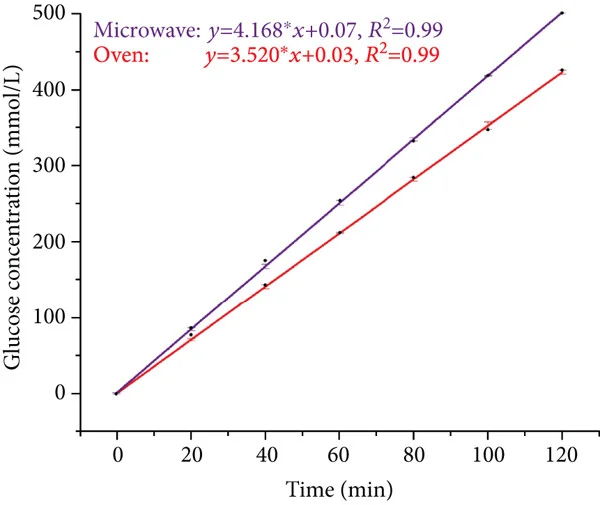 Microwave: y=4.168*x+0.07, R²=0.99
Oven: y=3.520*x+0.03, R²=0.99
Glucose concentration (mmol/L)
500
400
300
200
100
0
0 20 40 60 80 100 120
Time (min)